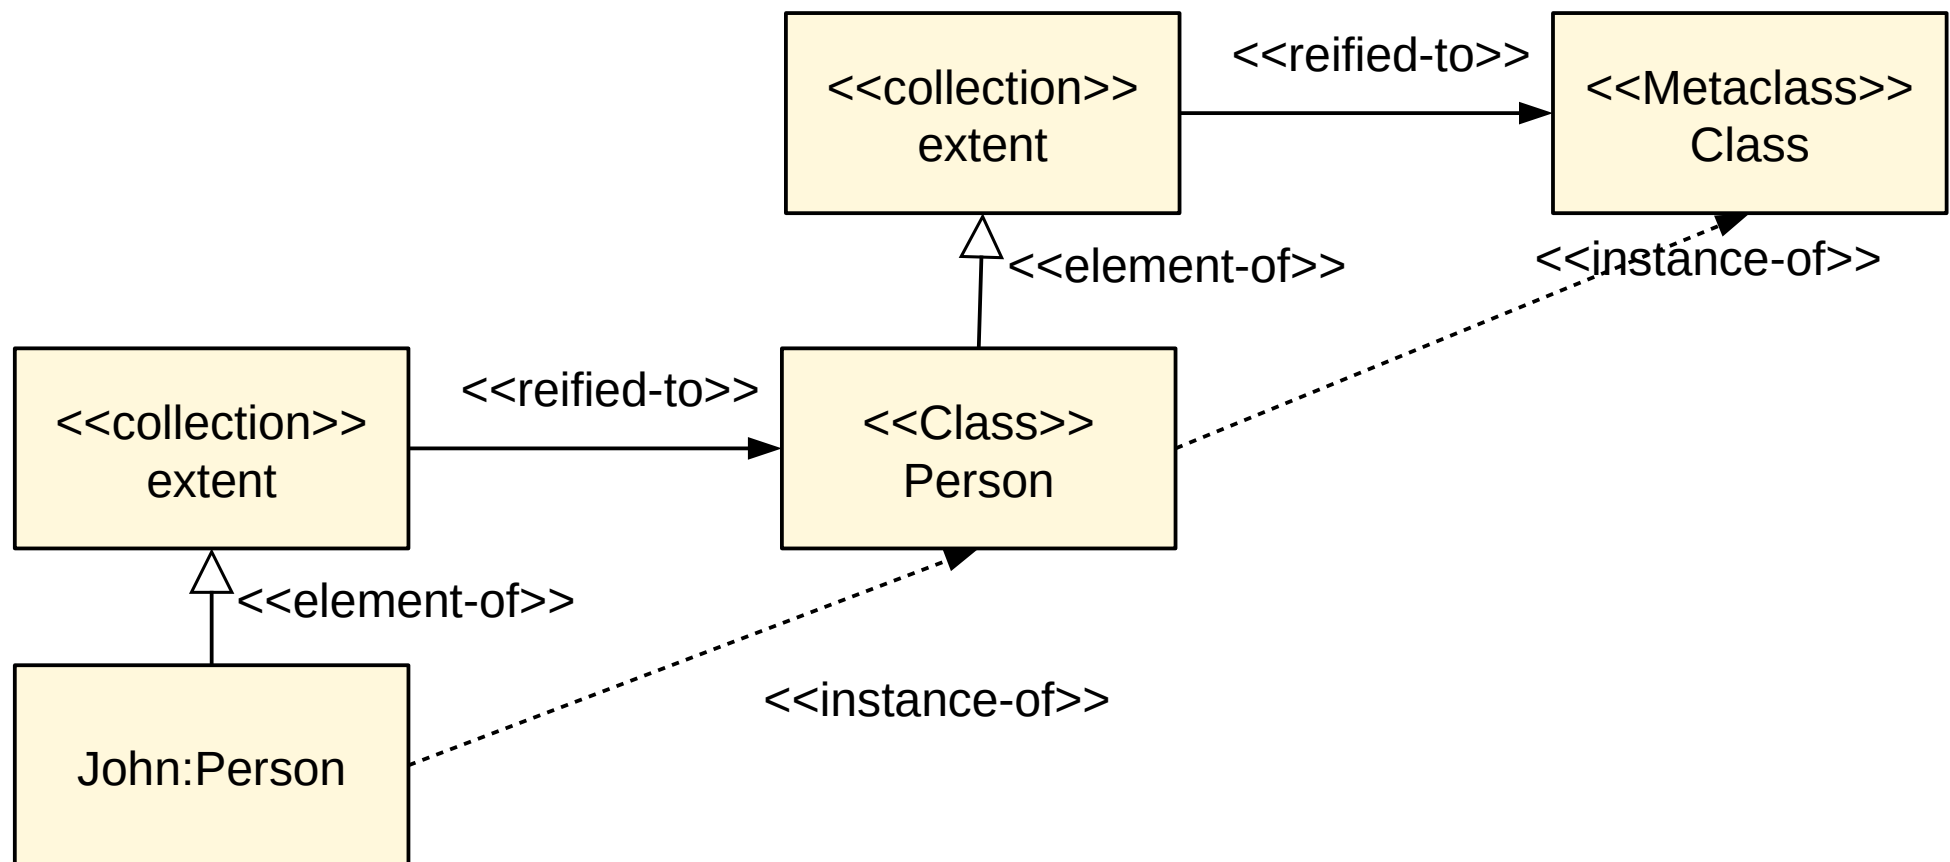 <<collection>>
extent
<<reified-to>>
<<Metaclass>>
Class
<<element-of>>
<<instance-of>>
<<collection>>
extent
<<reified-to>>
<<Class>>
Person
<<element-of>>
<<instance-of>>
John:Person